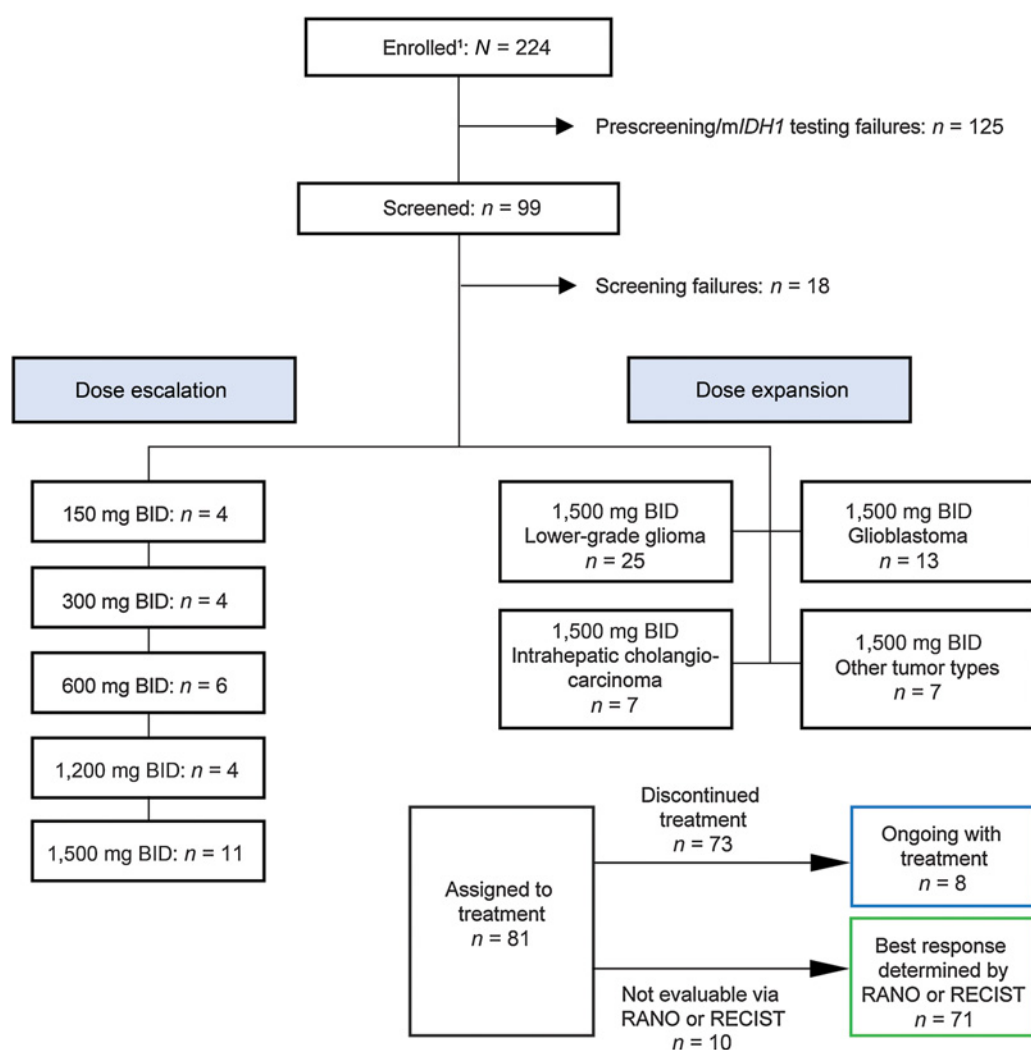 Enrolled¹: N = 224
Prescreening/mIDH1 testing failures: n = 125
Screened: n = 99
Screening failures: n = 18
Dose escalation
Dose expansion
150 mg BID: n = 4
300 mg BID: n = 4
600 mg BID: n = 6
1,200 mg BID: n = 4
1,500 mg BID: n = 11
1,500 mg BID
Lower-grade glioma
n = 25
1,500 mg BID
Glioblastoma
n = 13
1,500 mg BID
Intrahepatic cholangio-
carcinoma
n = 7
1,500 mg BID
Other tumor types
n = 7
Assigned to
treatment
n = 81
Discontinued
treatment
n = 73
Ongoing with
treatment
n = 8
Not evaluable via
RANO or RECIST
n = 10
Best response
determined by
RANO or RECIST
n = 71